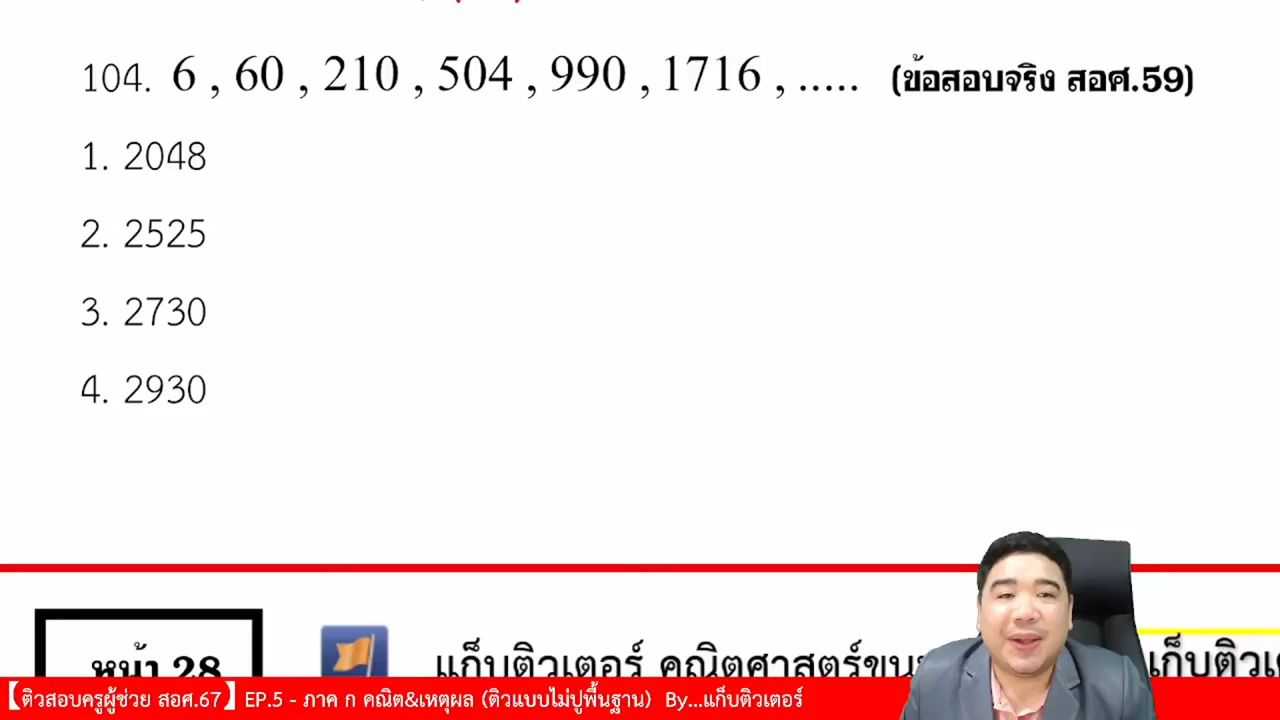 104. 6 , 60 , 210 , 504 , 990 , 1716 , ..... (ข้อสอบจริง สอศ.59)
1. 2048
2. 2525
3. 2730
4. 2930
หน้า 28
แก็บติวเตอร์ คณิตศาสตร์ขน
เก็บติวเ
【ติวสอบครูผู้ช่วย สอศ.67】 EP.5 - ภาค ก คณิต&เหตุผล (ติวแบบไม่ปูพื้นฐาน) By...แก็บติวเตอร์